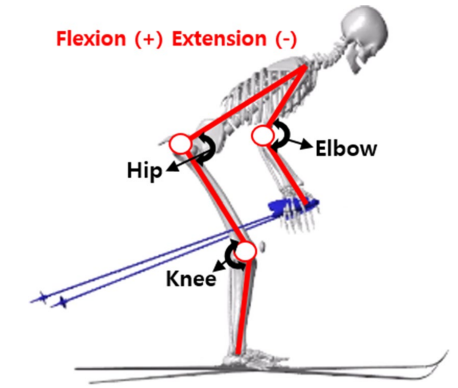 Flexion (+) Extension (-)
Elbow
Hip
Knee